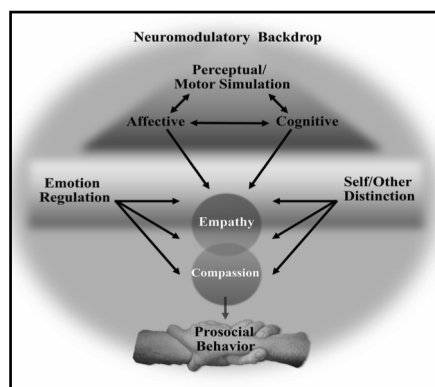 Neuromodulatory Backdrop
Perceptual/
Motor Simulation
Affective
Cognitive
Emotion
Regulation
Self/Other
Distinction
Empathy
Compassion
Prosocial
Behavior